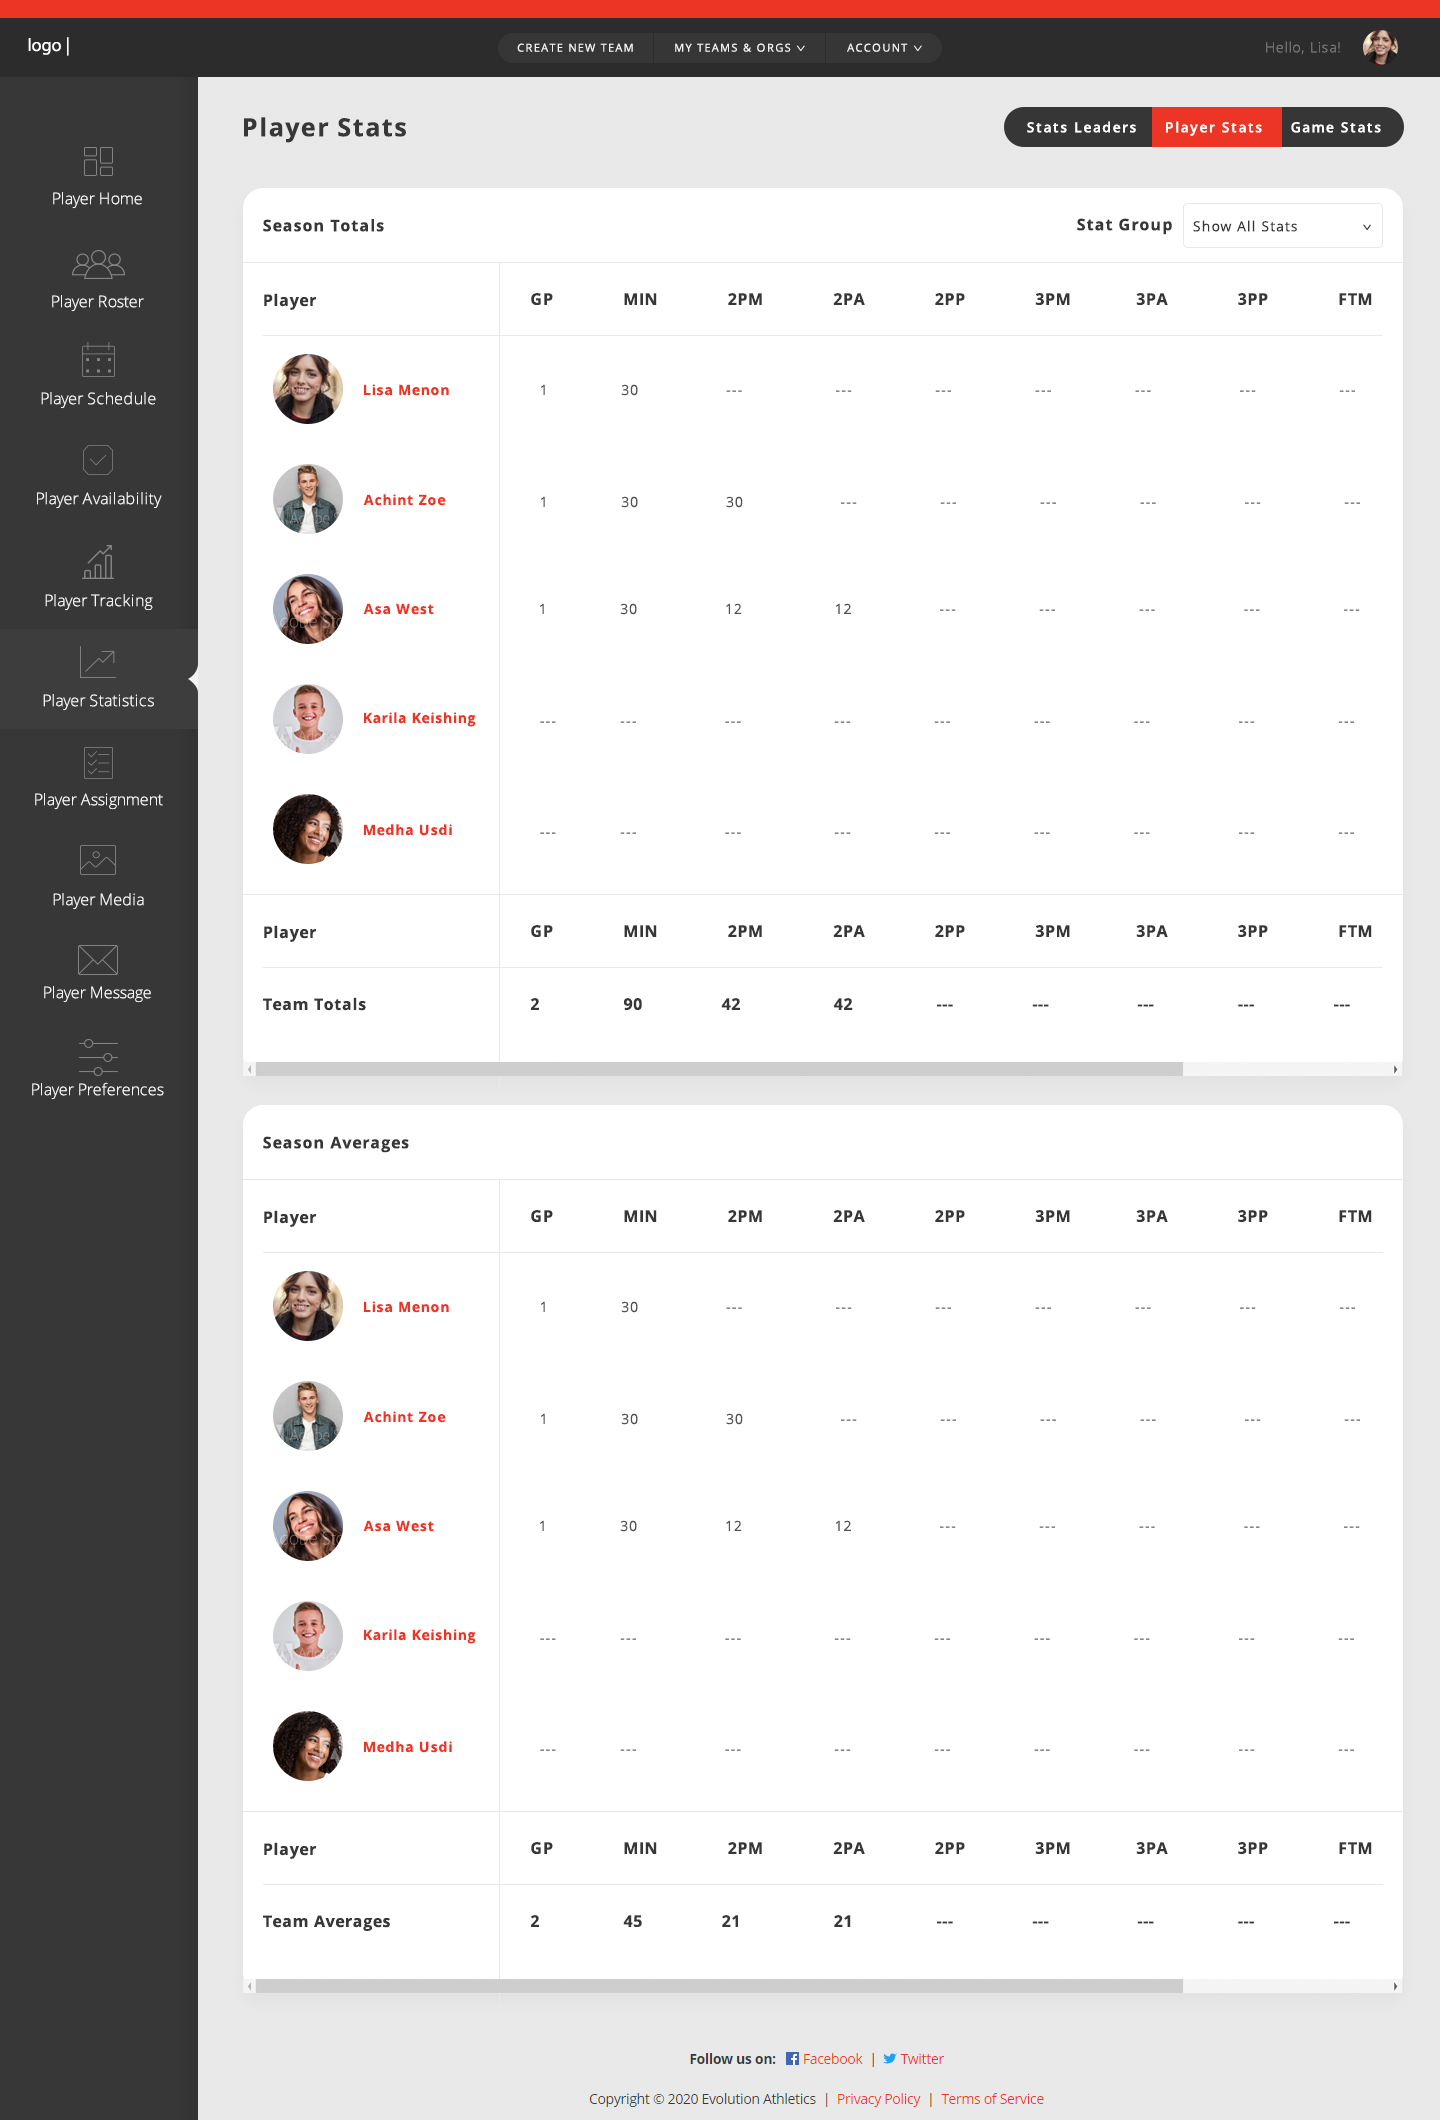 logo |
CREATE NEW TEAM MY TEAMS & ORGS ACCOUNT
Hello, Lisa!
Player Home
Player Roster
Player Schedule
Player Availability
Player Tracking
Player Statistics
Player Assignment
Player Media
Player Message
Player Preferences
Player Stats
Stats Leaders Player Stats Game Stats
Season Totals
Stat Group Show All Stats
Player GP MIN 2PM 2PA 2PP 3PM 3PA 3PP FTM
Lisa Menon 1 30 --- --- --- --- --- --- ---
Achint Zoe 1 30 30 --- --- --- --- --- ---
Asa West 1 30 12 12 --- --- --- --- ---
Karila Keishing --- --- --- --- --- --- --- --- ---
Medha Usdi --- --- --- --- --- --- --- --- ---
Player GP MIN 2PM 2PA 2PP 3PM 3PA 3PP FTM
Team Totals 2 90 42 42 --- --- --- --- ---
Season Averages
Player GP MIN 2PM 2PA 2PP 3PM 3PA 3PP FTM
Lisa Menon 1 30 --- --- --- --- --- --- ---
Achint Zoe 1 30 30 --- --- --- --- --- ---
Asa West 1 30 12 12 --- --- --- --- ---
Karila Keishing --- --- --- --- --- --- --- --- ---
Medha Usdi --- --- --- --- --- --- --- --- ---
Player GP MIN 2PM 2PA 2PP 3PM 3PA 3PP FTM
Team Averages 2 45 21 21 --- --- --- --- ---
Follow us on: Facebook | Twitter
Copyright © 2020 Evolution Athletics | Privacy Policy | Terms of Service